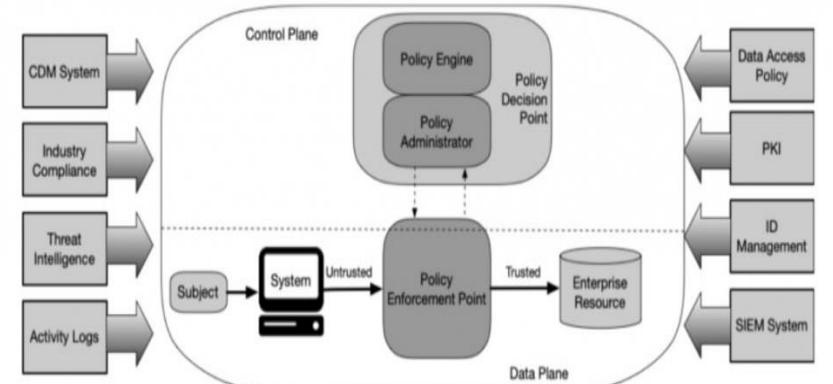 Control Plane
CDM System
Industry
Compliance
Threat
Intelligence
Activity Logs
Policy Engine
Policy
Administrator
Policy
Decision
Point
Subject
System
Untrusted
Policy
Enforcement Point
Trusted
Enterprise
Resource
Data Plane
Data Access
Policy
PKI
ID
Management
SIEM System